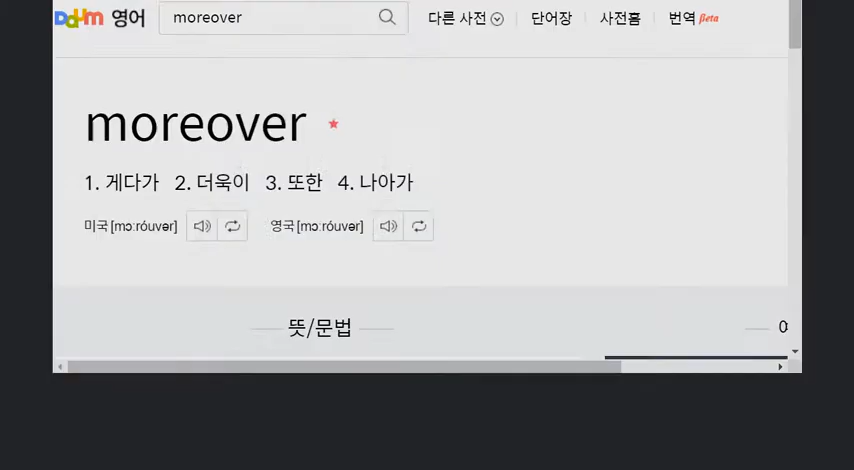 Daum 영어 moreover 다른 사전 단어장 사전홈 번역 Beta
moreover
1. 게다가 2. 더욱이 3. 또한 4. 나아가
미국[mɔːróuvər] 영국[mɔːróuvər]
뜻/문법